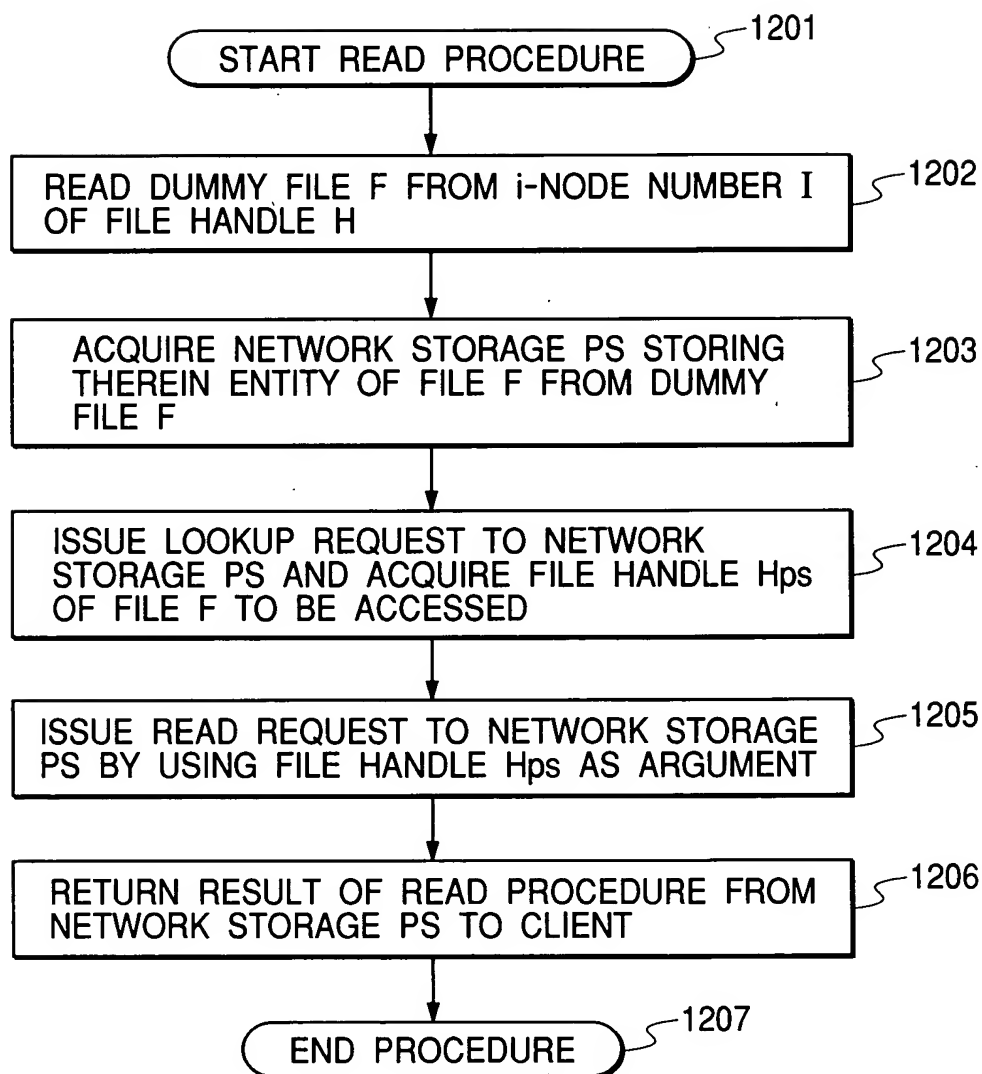 START READ PROCEDURE
1201
READ DUMMY FILE F FROM i-NODE NUMBER I
OF FILE HANDLE H
1202
ACQUIRE NETWORK STORAGE PS STORING
THEREIN ENTITY OF FILE F FROM DUMMY
FILE F
1203
ISSUE LOOKUP REQUEST TO NETWORK
STORAGE PS AND ACQUIRE FILE HANDLE Hps
OF FILE F TO BE ACCESSED
1204
ISSUE READ REQUEST TO NETWORK STORAGE
PS BY USING FILE HANDLE Hps AS ARGUMENT
1205
RETURN RESULT OF READ PROCEDURE FROM
NETWORK STORAGE PS TO CLIENT
1206
END PROCEDURE
1207